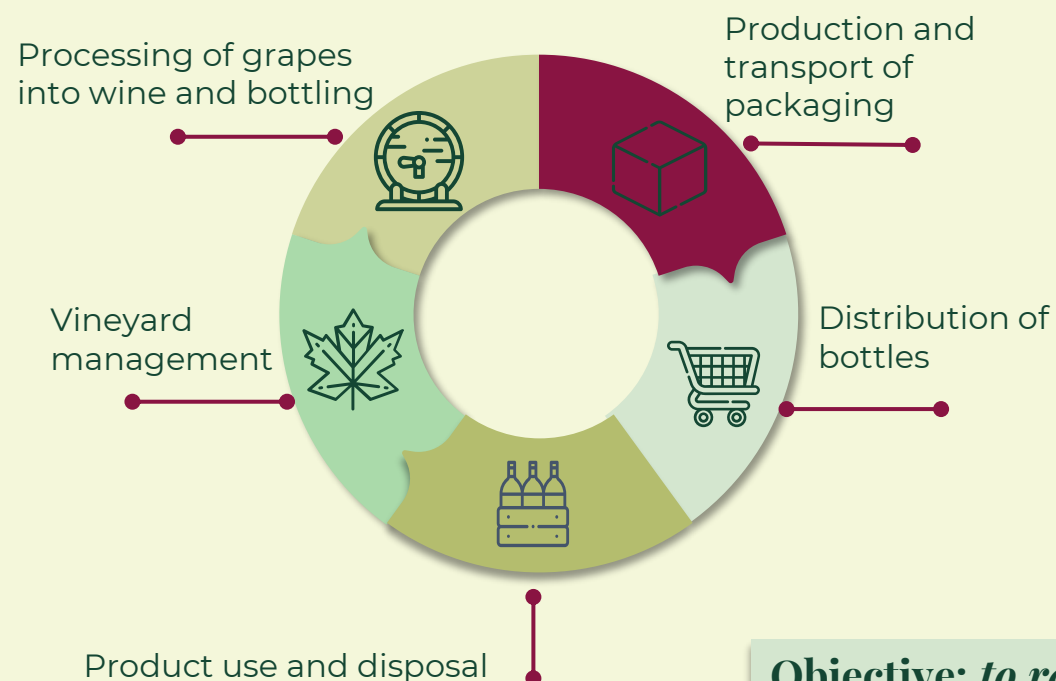 Processing of grapes
into wine and bottling
Production and
transport of
packaging
Vineyard
management
Distribution of
bottles
Product use and disposal
Objective: to